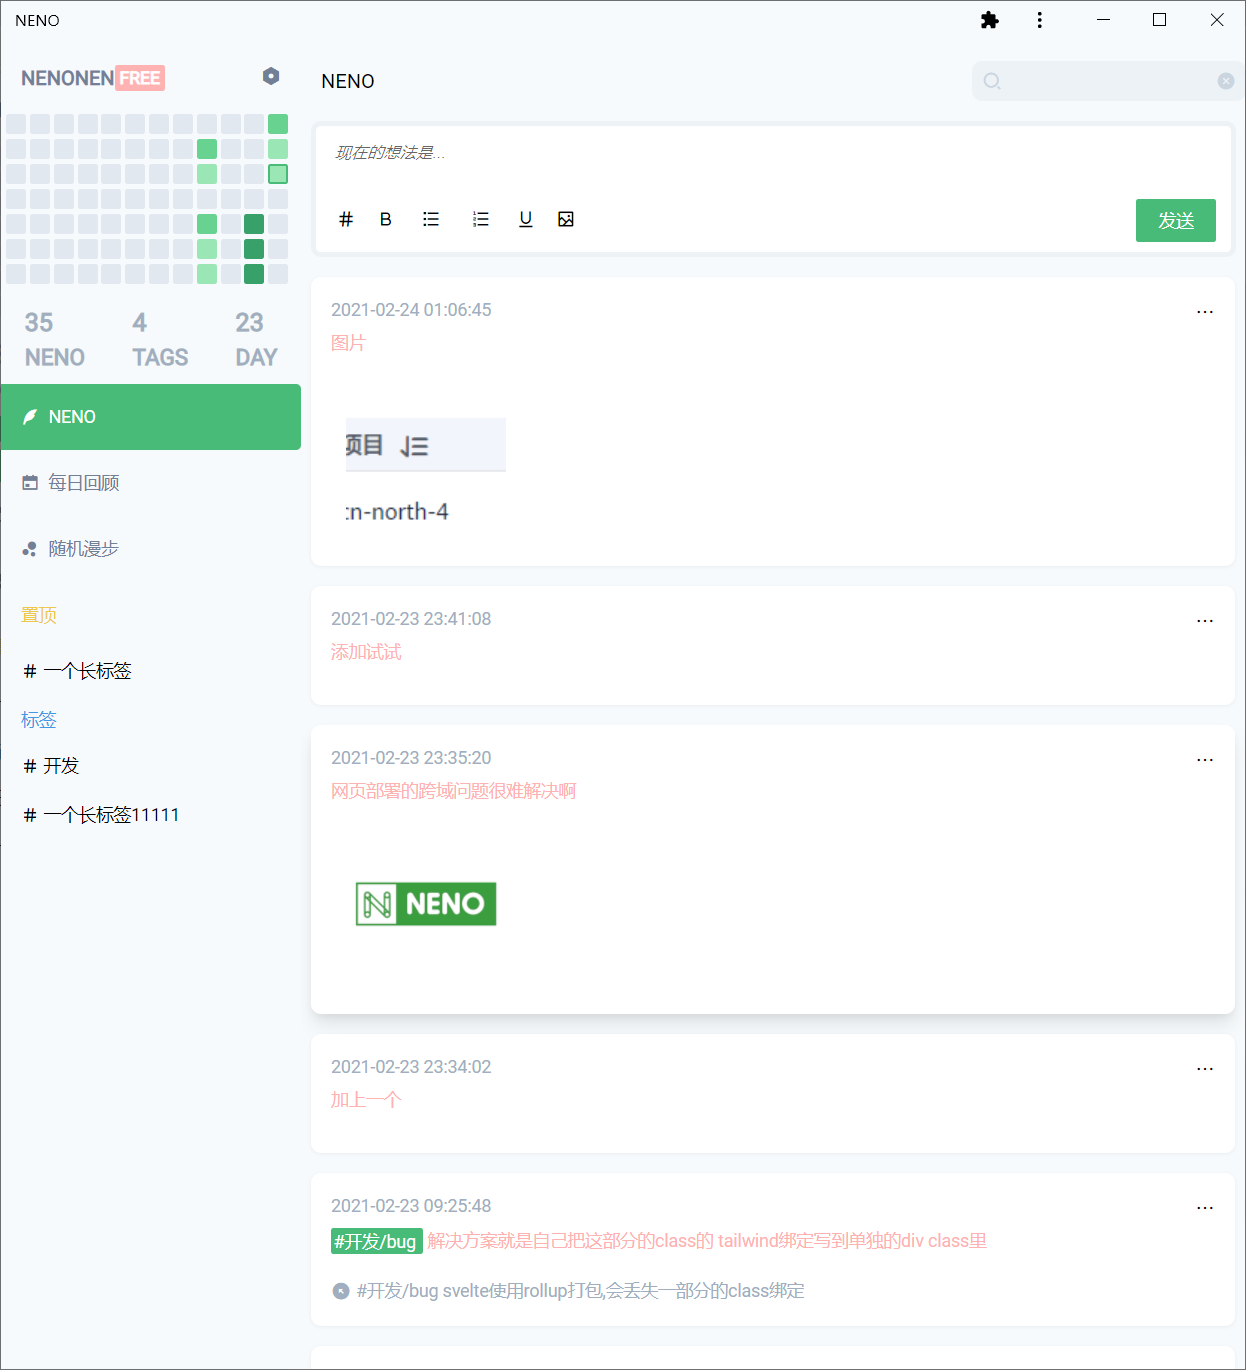 NENO
NENONEN FREE
NENO
现在的想法是...
发送
35
4
23
NENO
TAGS
DAY
NENO
每日回顾
随机漫步
置顶
# 一个长标签
标签
# 开发
# 一个长标签11111
2021-02-24 01:06:45
图片
项目
cn-north-4
2021-02-23 23:41:08
添加试试
2021-02-23 23:35:20
网页部署的跨域问题很难解决啊
NENO
2021-02-23 23:34:02
加上一个
2021-02-23 09:25:48
#开发/bug 解决方案就是自己把这部分的class的 tailwind绑定写到单独的div class里
#开发/bug svelte使用rollup打包,会丢失一部分的class绑定